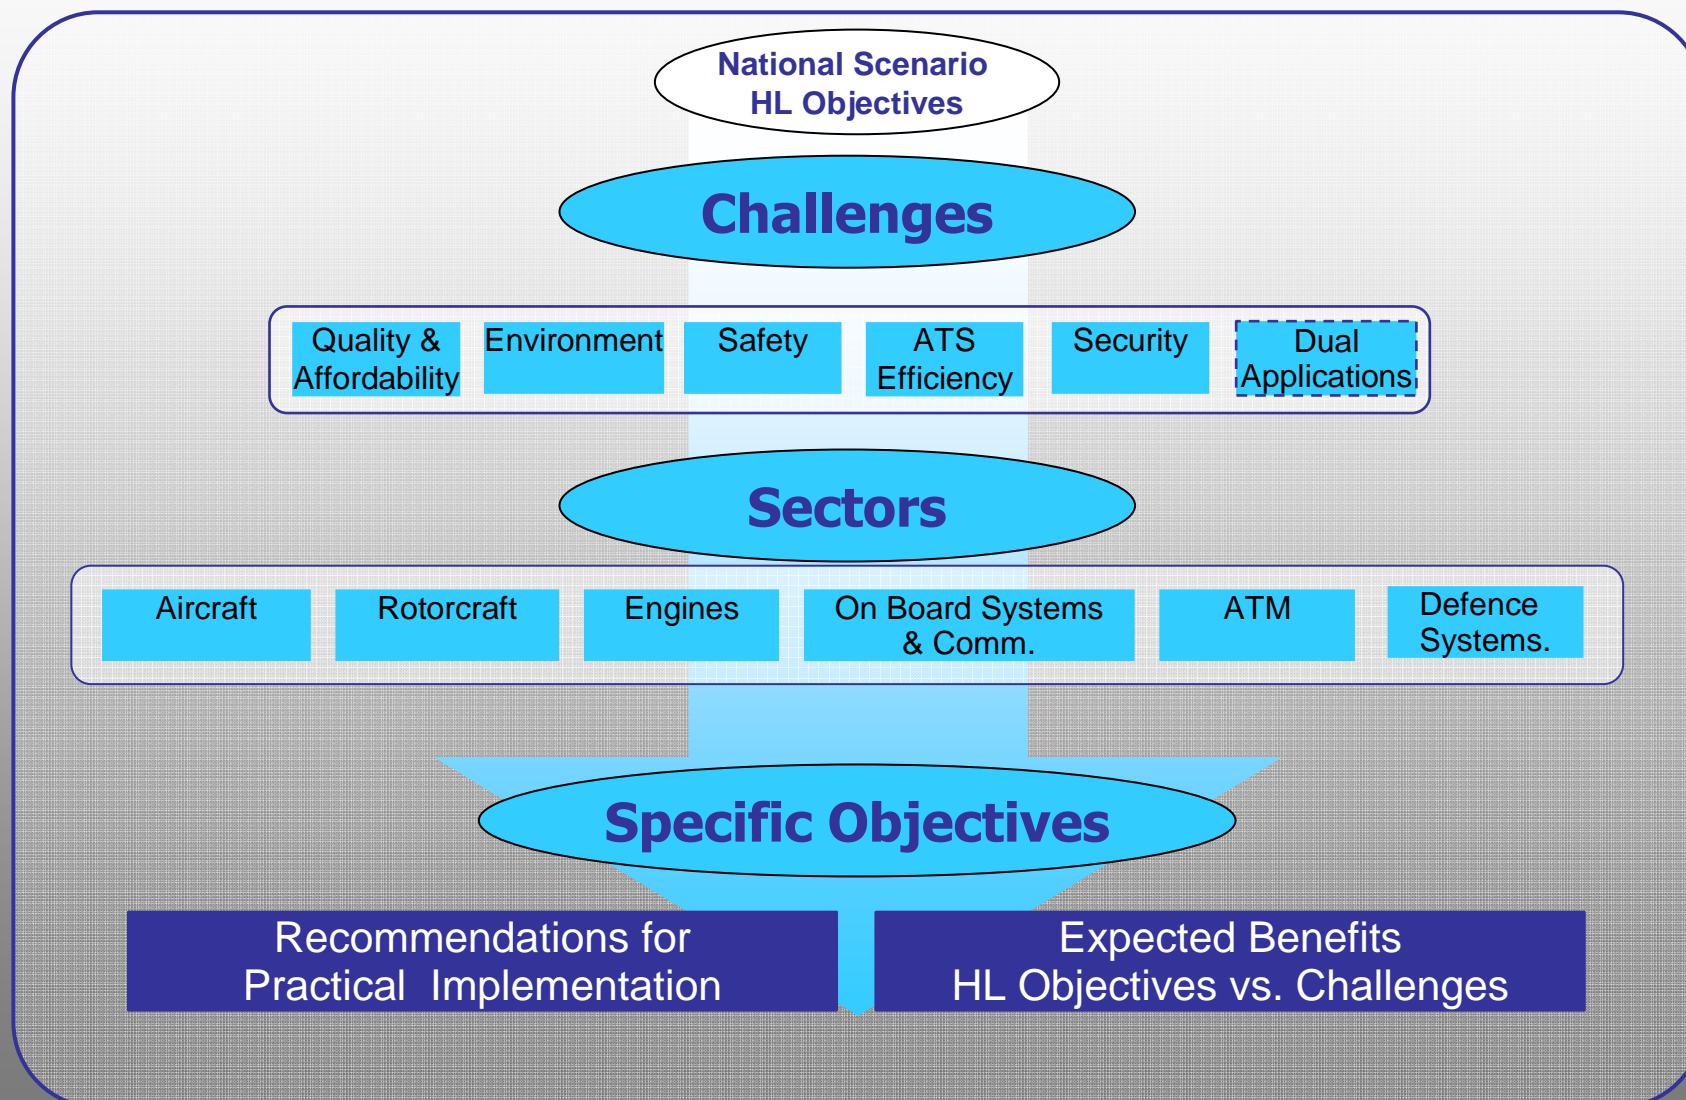 National Scenario
HL Objectives
Challenges
Quality &
Affordability
Environment
Safety
ATS
Efficiency
Security
Dual
Applications
Sectors
Aircraft
Rotorcraft
Engines
On Board Systems
& Comm.
ATM
Defence
Systems.
Specific Objectives
Recommendations for
Practical Implementation
Expected Benefits
HL Objectives vs. Challenges